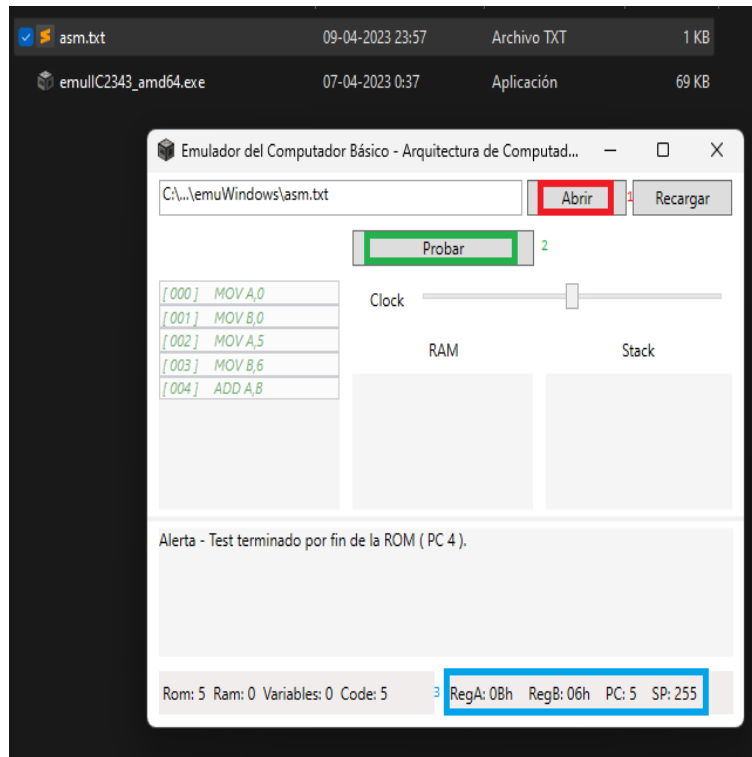 asm.txt 09-04-2023 23:57 Archivo TXT 1 KB
emulIC2343_amd64.exe 07-04-2023 0:37 Aplicación 69 KB
Emulador del Computador Básico - Arquitectura de Computad...
C:\...\emuWindows\asm.txt Abrir 1 Recargar
Probar 2
[ 000 ] MOV A,0
Clock
[ 001 ] MOV B,0
[ 002 ] MOV A,5
RAM Stack
[ 003 ] MOV B,6
[ 004 ] ADD A,B
Alerta - Test terminado por fin de la ROM ( PC 4 ).
Rom: 5 Ram: 0 Variables: 0 Code: 5 3 RegA: 0Bh RegB: 06h PC: 5 SP: 255